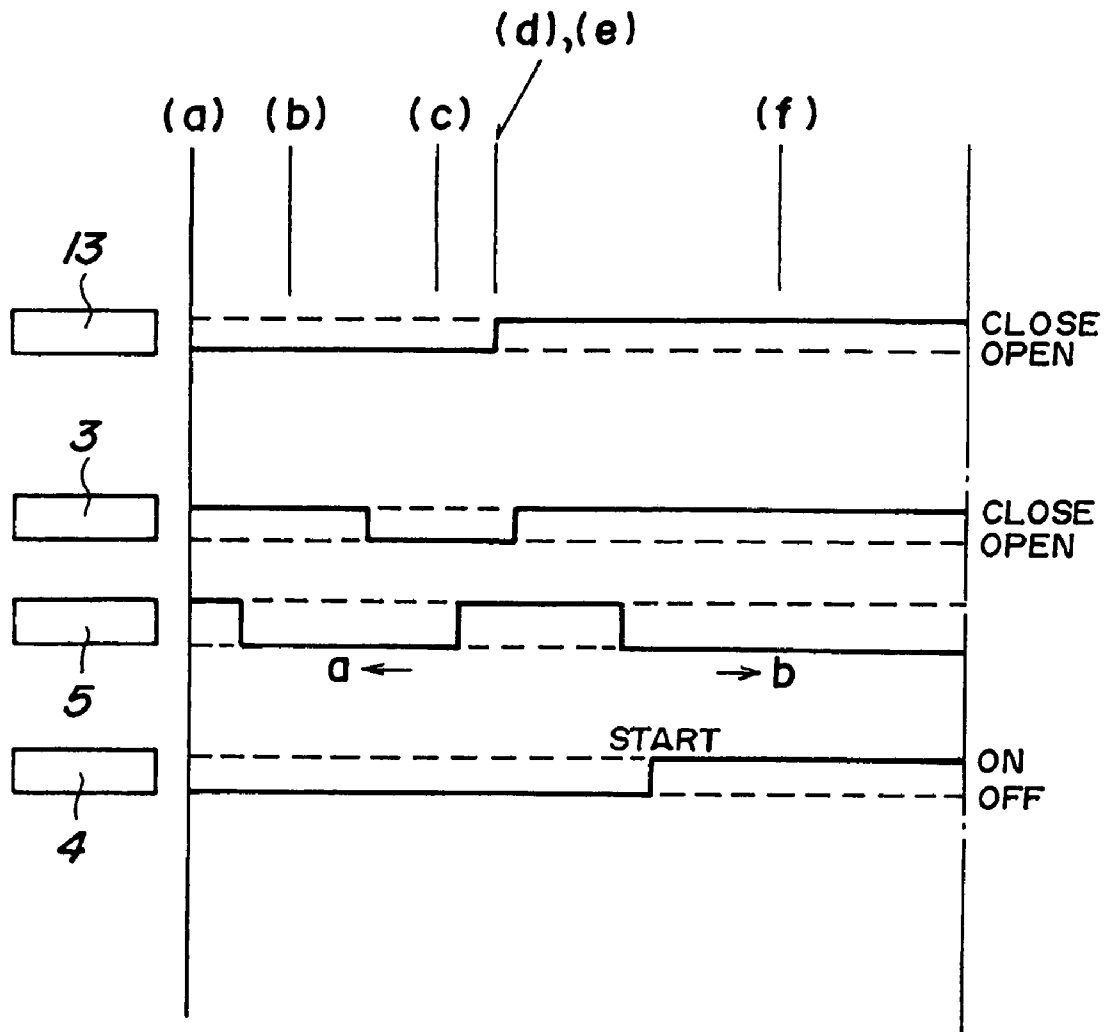 (d),(e)
(a) (b) (c) (f)
13
CLOSE
OPEN
3
CLOSE
OPEN
5
a b
START
4
ON
OFF